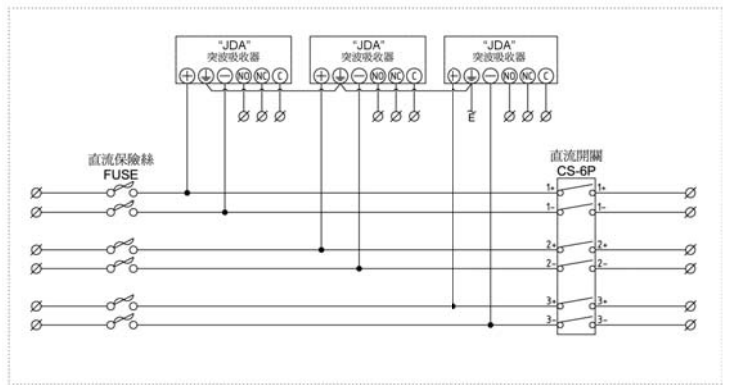 "JDA" "JDA" "JDA"
突波吸收器 突波吸收器 突波吸收器
+ − NO NC C + − NO NC C + − NO NC C
E
直流保險絲
FUSE
直流開關
CS-6P
1+ 1+
1- 1-
2+ 2+
2- 2-
3+ 3+
3- 3-